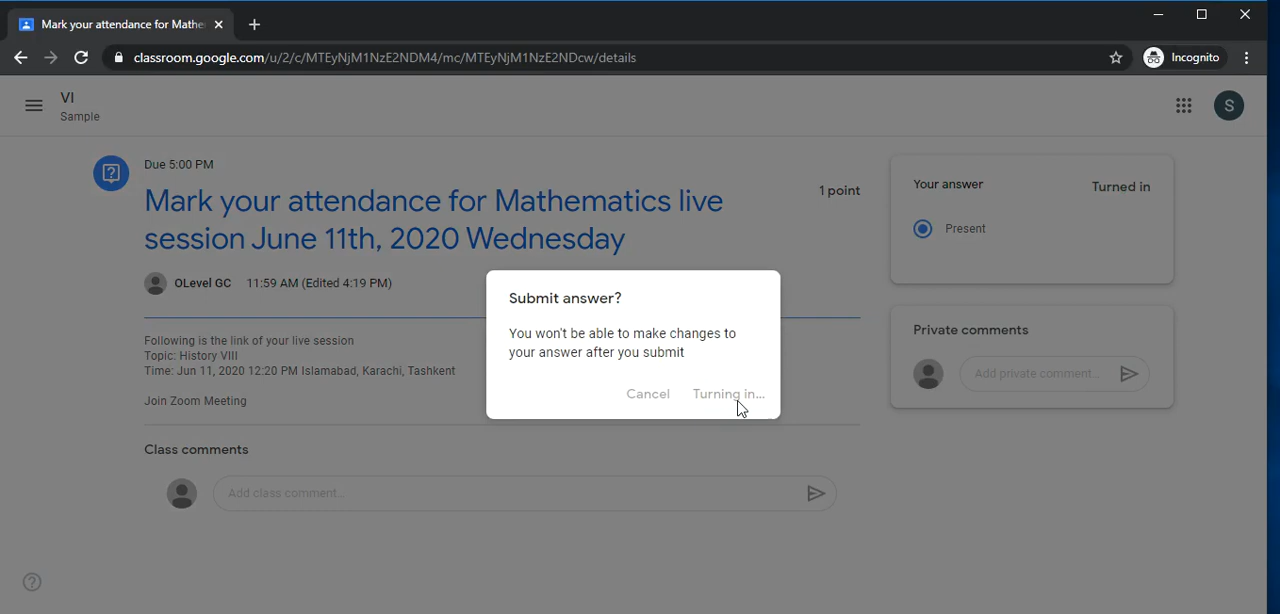 Mark your attendance for Mathe
classroom.google.com/u/2/c/MTEyNjM1NzE2NDM4/mc/MTEyNjM1NzE2NDcw/details
Incognito
VI
Sample
S
Due 5:00 PM
Mark your attendance for Mathematics live
session June 11th, 2020 Wednesday
1 point
OLevel GC 11:59 AM (Edited 4:19 PM)
Following is the link of your live session
Topic: History VIII
Time: Jun 11, 2020 12:20 PM Islamabad, Karachi, Tashkent
Join Zoom Meeting
Class comments
Add class comment...
Your answer
Turned in
Present
Private comments
Add private comment...
Submit answer?
You won't be able to make changes to
your answer after you submit
Cancel
Turning in...